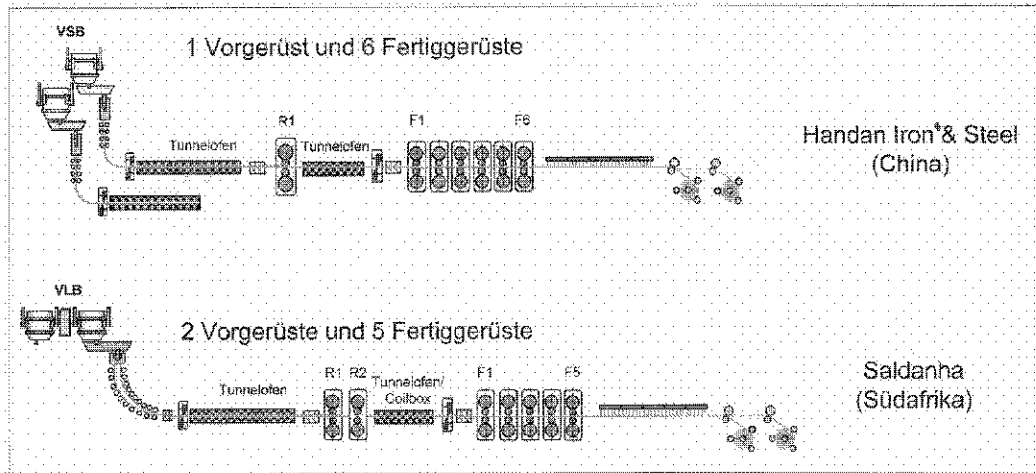 VSB
1 Vorgerüst und 6 Fertiggerüste
R1
F1
F6
Tunnelofen
Tunnelofen
Handan Iron & Steel
(China)
VLB
2 Vorgerüste und 5 Fertiggerüste
R1 R2
Tunnelofen/
Coilbox
F1
F5
Tunnelofen
Saldanha
(Südafrika)